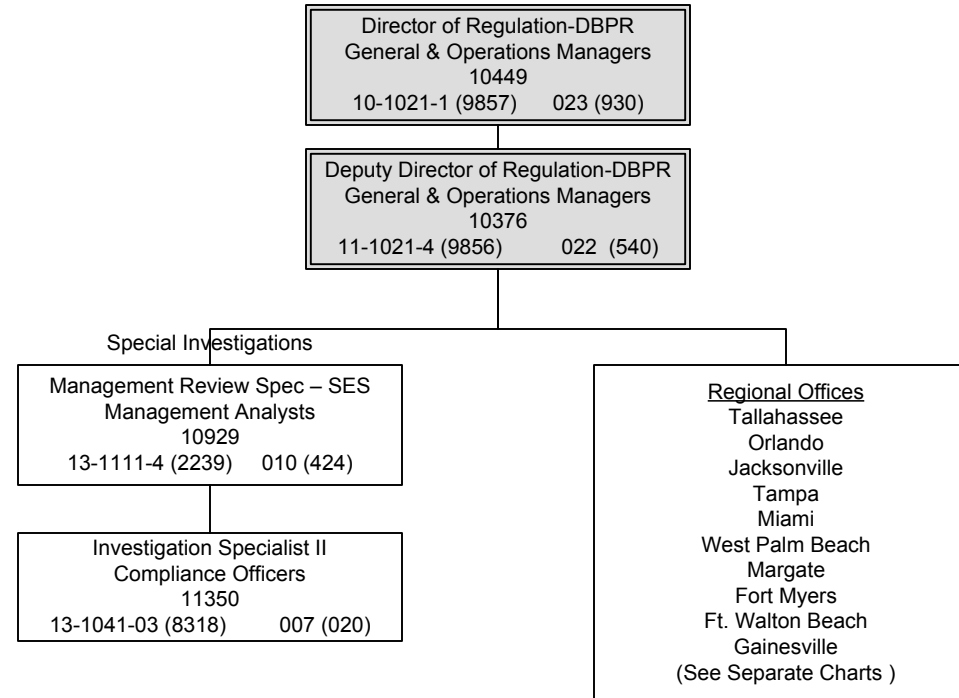 Director of Regulation-DBPR
General & Operations Managers
10449
10-1021-1 (9857) 023 (930)
Deputy Director of Regulation-DBPR
General & Operations Managers
10376
11-1021-4 (9856) 022 (540)
Special Investigations
Management Review Spec – SES
Management Analysts
10929
13-1111-4 (2239) 010 (424)
Investigation Specialist II
Compliance Officers
11350
13-1041-03 (8318) 007 (020)
Regional Offices
Tallahassee
Orlando
Jacksonville
Tampa
Miami
West Palm Beach
Margate
Fort Myers
Ft. Walton Beach
Gainesville
(See Separate Charts )